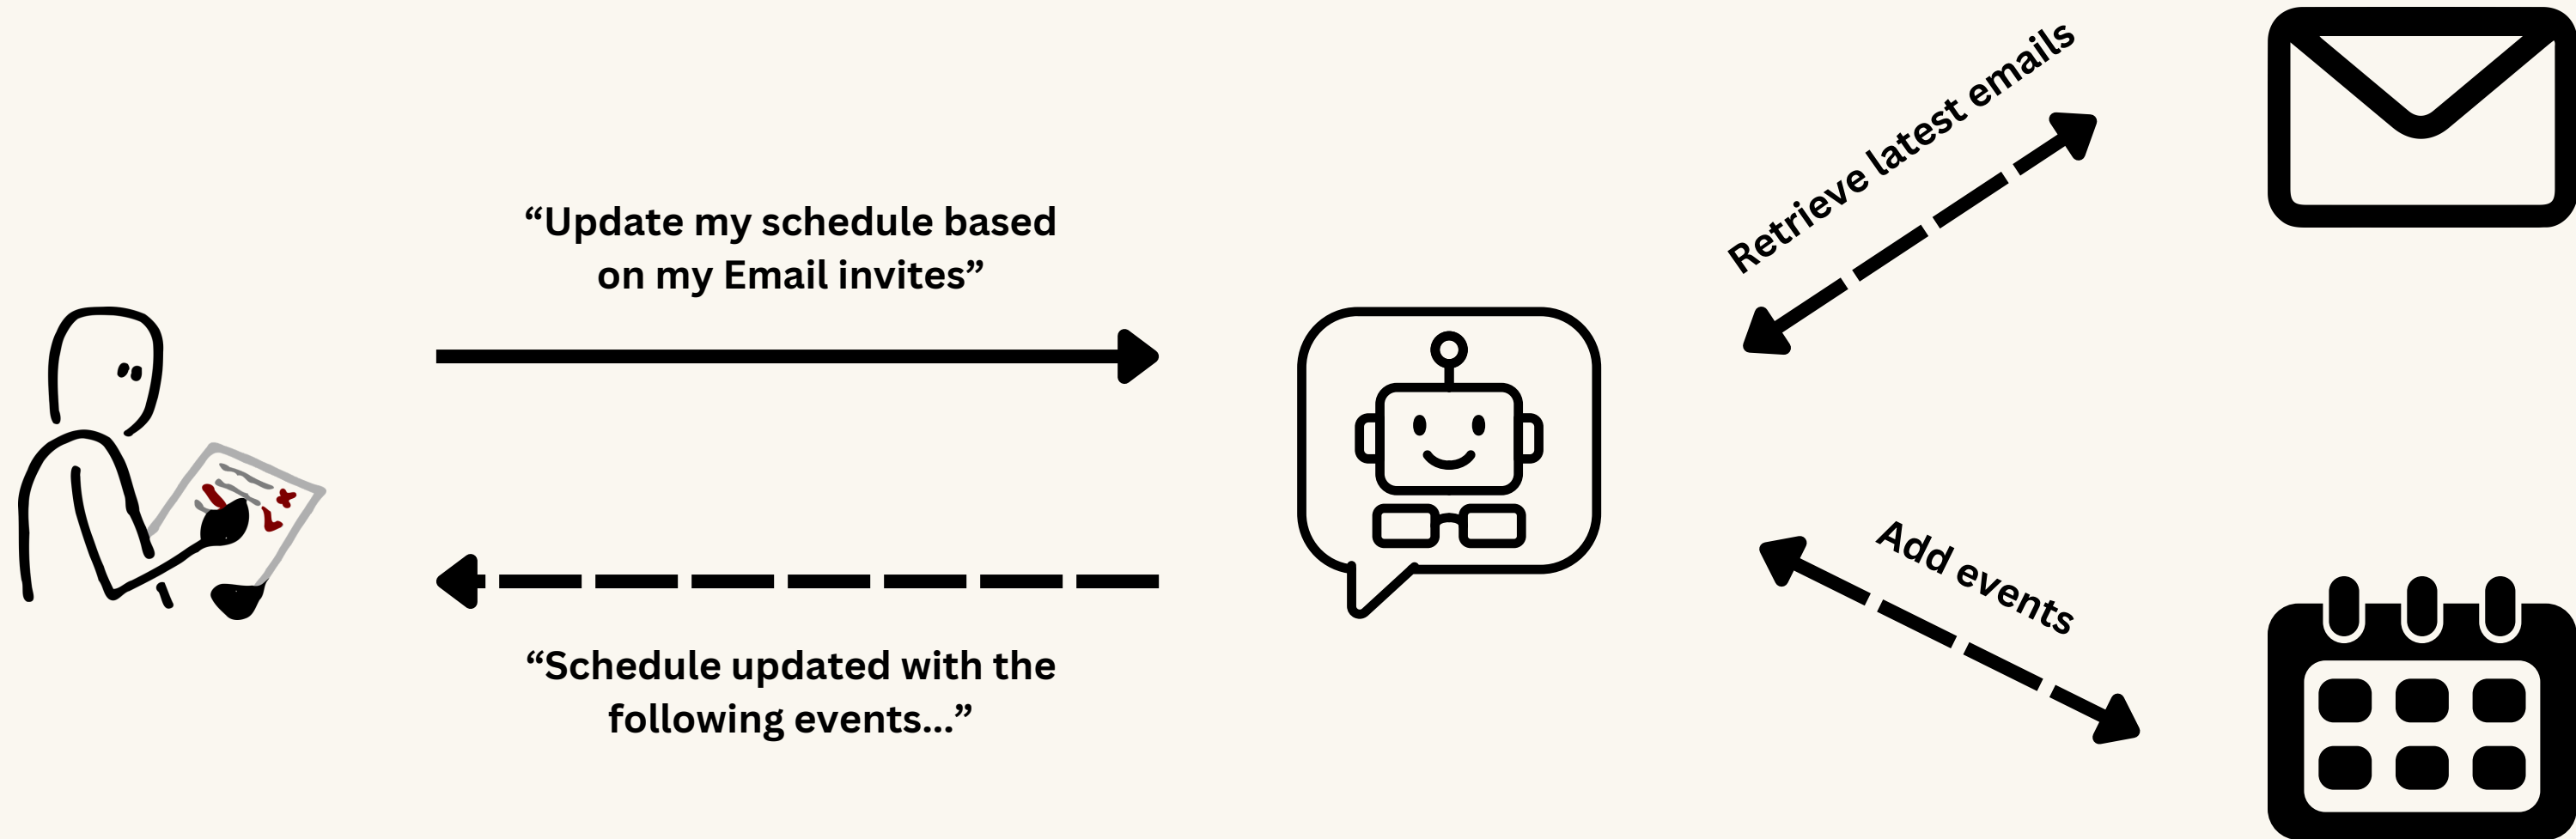 “Update my schedule based
on my Email invites”
Retrieve latest emails
Add events
“Schedule updated with the
following events...”